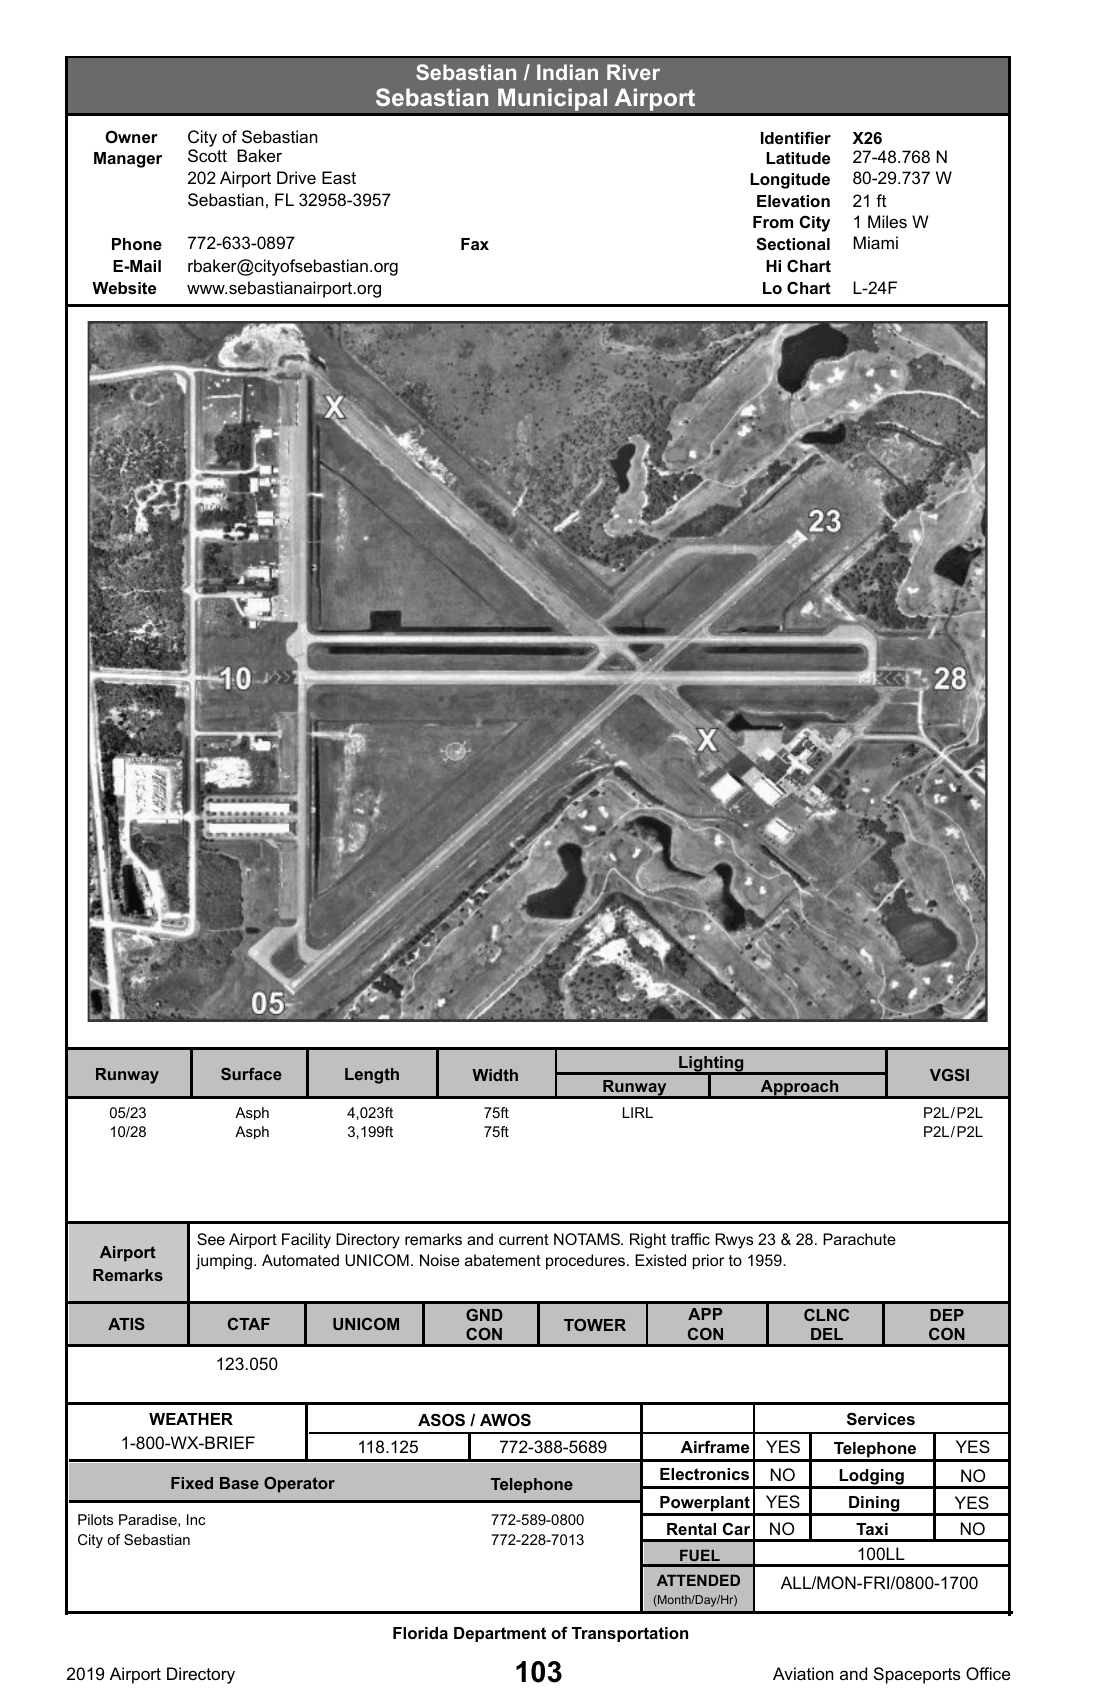 Sebastian / Indian River
Sebastian Municipal Airport
Owner City of Sebastian
Manager Scott Baker
202 Airport Drive East
Sebastian, FL 32958-3957
Phone 772-633-0897 Fax
E-Mail rbaker@cityofsebastian.org
Website www.sebastianairport.org
Identifier X26
Latitude 27-48.768 N
Longitude 80-29.737 W
Elevation 21 ft
From City 1 Miles W
Sectional Miami
Hi Chart
Lo Chart L-24F
X
23
10
28
X
05
Runway Surface Length Width Lighting VGSI
Runway Approach
05/23 Asph 4,023ft 75ft LIRL P2L/P2L
10/28 Asph 3,199ft 75ft P2L/P2L
Airport Remarks
See Airport Facility Directory remarks and current NOTAMS. Right traffic Rwys 23 & 28. Parachute
jumping. Automated UNICOM. Noise abatement procedures. Existed prior to 1959.
ATIS CTAF UNICOM GND CON TOWER APP CON CLNC DEL DEP CON
123.050
WEATHER
1-800-WX-BRIEF
ASOS / AWOS
118.125 772-388-5689
Fixed Base Operator Telephone
Pilots Paradise, Inc 772-589-0800
City of Sebastian 772-228-7013
Services
Airframe YES Telephone YES
Electronics NO Lodging NO
Powerplant YES Dining YES
Rental Car NO Taxi NO
FUEL 100LL
ATTENDED ALL/MON-FRI/0800-1700
(Month/Day/Hr)
Florida Department of Transportation
2019 Airport Directory 103 Aviation and Spaceports Office